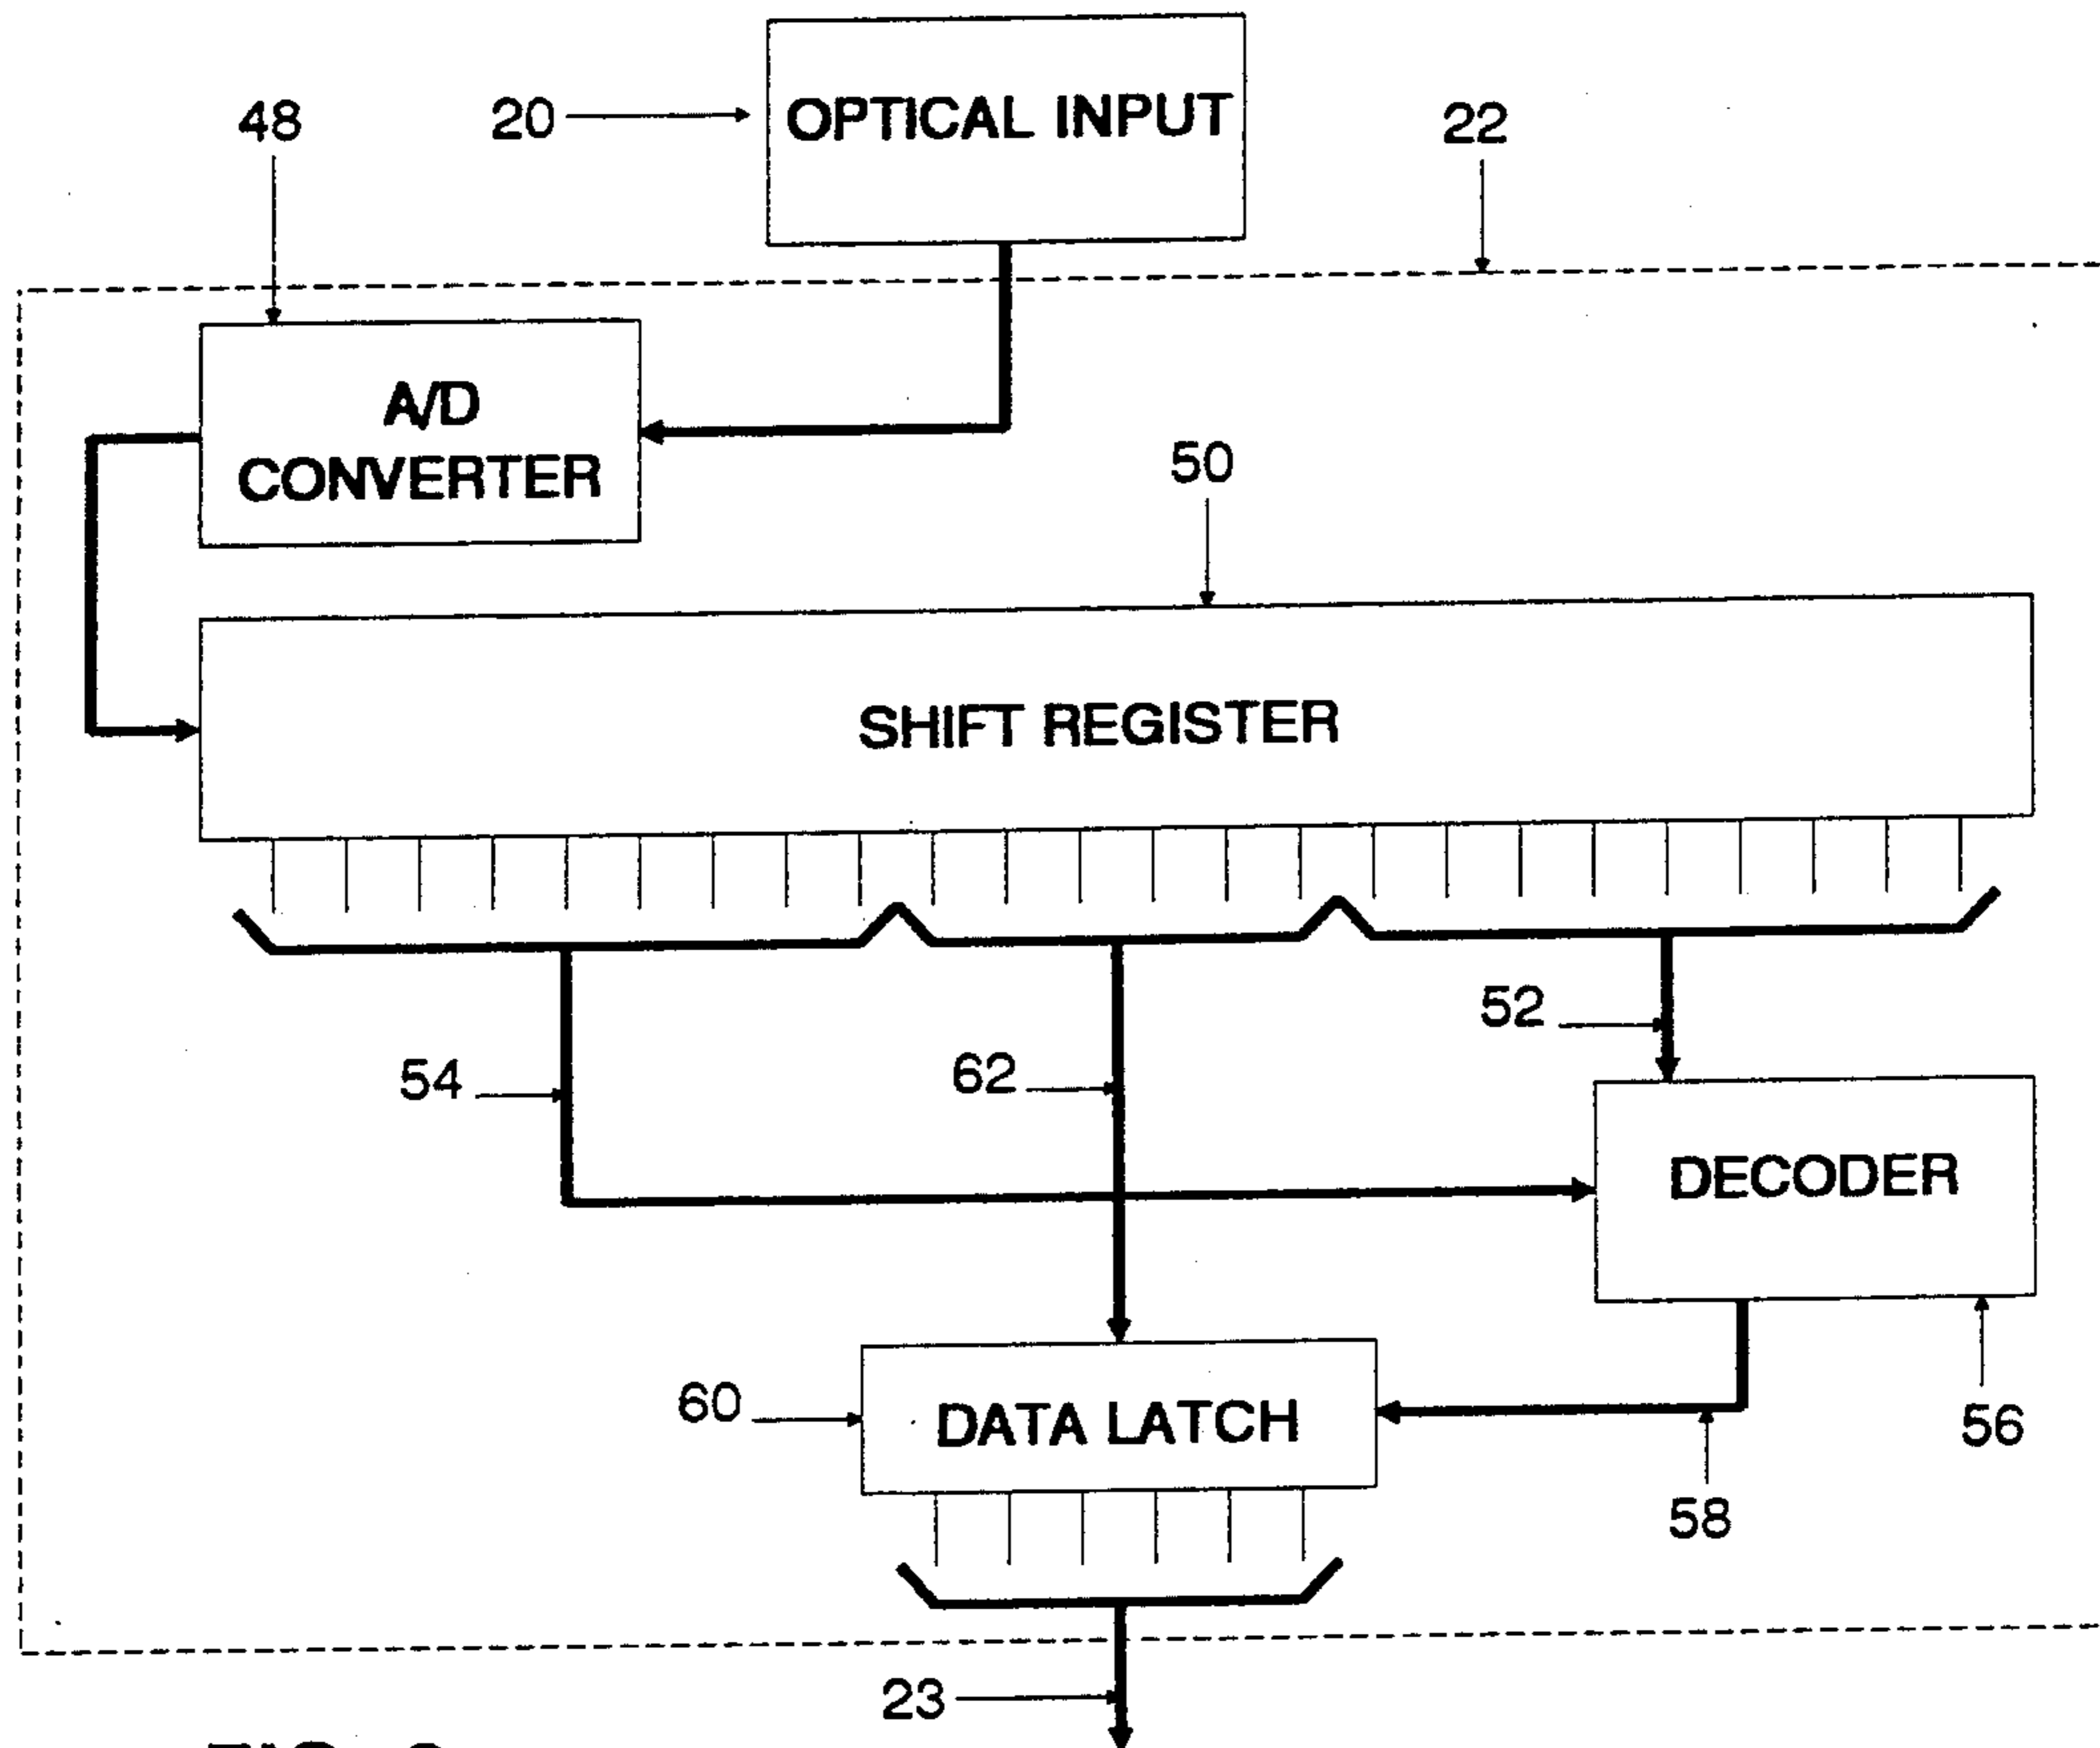 OPTICAL INPUT
48
20
22
A/D
CONVERTER
50
SHIFT REGISTER
52
54
62
DECODER
60
DATA LATCH
56
58
23